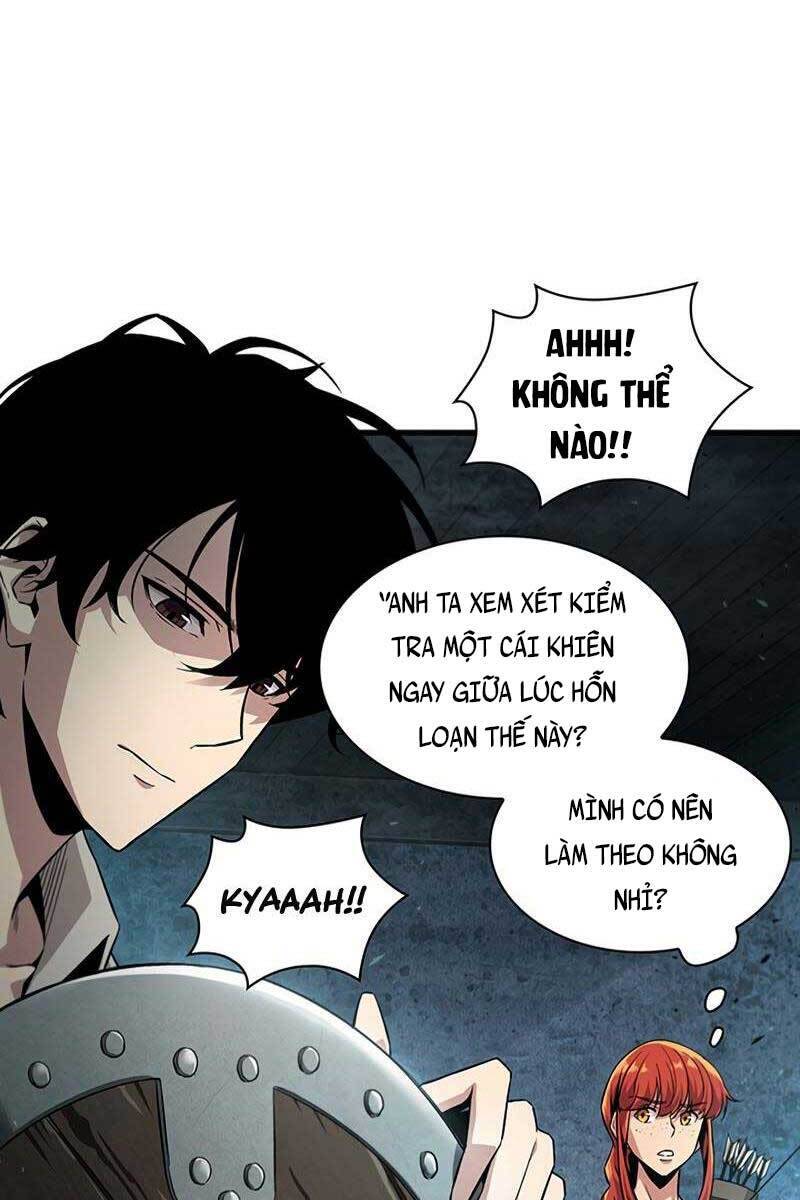 AHHH!
KHÔNG THỂ
NÀO!!
"ANH TA XEM XÉT KIỂM
TRA MỘT CÁI KHIÊN
NGAY GIỮA LÚC HỖN
LOẠN THẾ NÀY?
MÌNH CÓ NÊN
LÀM THEO KHÔNG
NHỈ?
KYAAAH!!